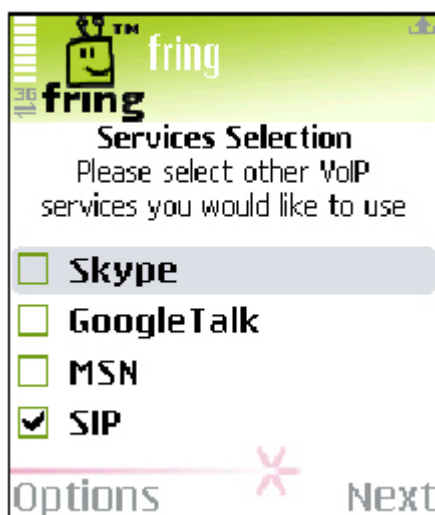 TM
fring
3G
fring
Services Selection
Please select other VoIP
services you would like to use
Skype
GoogleTalk
MSN
SIP
Options Next